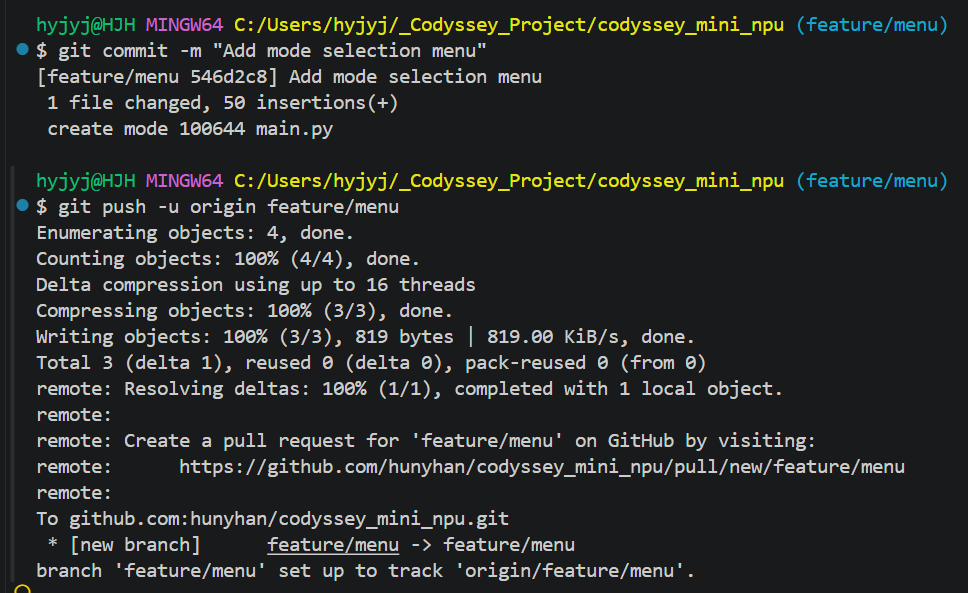 hyjyj@HJH MINGW64 C:/Users/hyjyj/_Codyssey_Project/codyssey_mini_npu (feature/menu)
$ git commit -m "Add mode selection menu"
[feature/menu 546d2c8] Add mode selection menu
 1 file changed, 50 insertions(+)
 create mode 100644 main.py

hyjyj@HJH MINGW64 C:/Users/hyjyj/_Codyssey_Project/codyssey_mini_npu (feature/menu)
$ git push -u origin feature/menu
Enumerating objects: 4, done.
Counting objects: 100% (4/4), done.
Delta compression using up to 16 threads
Compressing objects: 100% (3/3), done.
Writing objects: 100% (3/3), 819 bytes | 819.00 KiB/s, done.
Total 3 (delta 1), reused 0 (delta 0), pack-reused 0 (from 0)
remote: Resolving deltas: 100% (1/1), completed with 1 local object.
remote:
remote: Create a pull request for 'feature/menu' on GitHub by visiting:
remote:      https://github.com/hunyhan/codyssey_mini_npu/pull/new/feature/menu
remote:
To github.com:hunyhan/codyssey_mini_npu.git
 * [new branch]      feature/menu -> feature/menu
branch 'feature/menu' set up to track 'origin/feature/menu'.